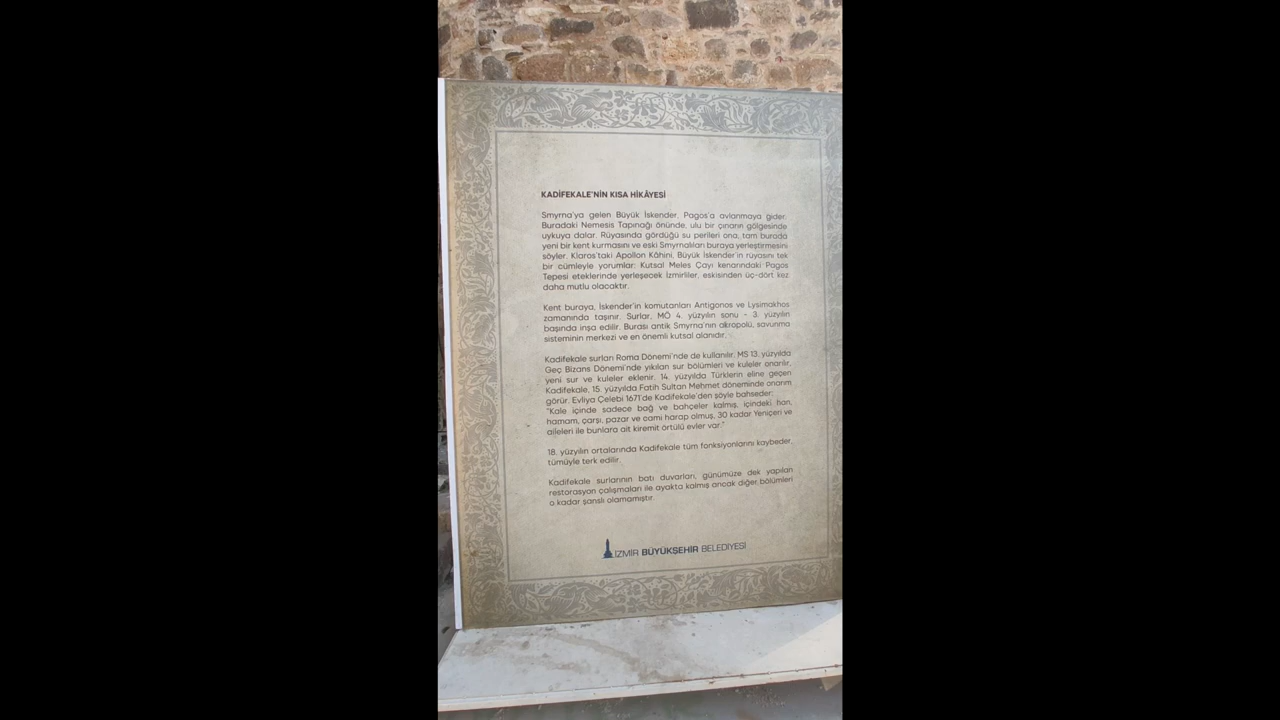 KADİFEKALE'NİN KISA HİKÂYESİ
Smyrna'ya gelen Büyük İskender, Pagos'a avlanmaya gider.
Buradaki Nemesis Tapınağı önünde, ulu bir çınarın gölgesinde
uykuya dalar. Rüyasında gördüğü su perileri ona, tam burada
yeni bir kent kurmasını ve eski Smyrnalıları buraya yerleştirmesini
söyler. Klaros'taki Apollon Kâhini, Büyük İskender'in rüyasını tek
bir cümleyle yorumlar: Kutsal Meles Çayı kenarındaki Pagos
Tepesi eteklerinde yerleşecek İzmirliler, eskisinden üç-dört kez
daha mutlu olacaktır.
Kent buraya, İskender'in komutanları Antigonos ve Lysimakhos
zamanında taşınır. Surlar, MÖ 4. yüzyılın sonu - 3. yüzyılın
başında inşa edilir. Burası antik Smyrna'nın akropolü, savunma
sisteminin merkezi ve en önemli kutsal alanıdır.
Kadifekale surları Roma Dönemi'nde de kullanılır. MS 13. yüzyılda
Geç Bizans Dönemi'nde yıkılan sur bölümleri ve kuleler onarılır,
yeni sur ve kuleler eklenir. 14. yüzyılda Türklerin eline geçen
Kadifekale, 15. yüzyılda Fatih Sultan Mehmet döneminde onarım
görür. Evliya Çelebi 1671'de Kadifekale'den şöyle bahseder:
"Kale içinde sadece bağ ve bahçeler kalmış, içindeki han,
hamam, çarşı, pazar ve cami harap olmuş, 30 kadar Yeniçeri ve
aileleri ile bunlara ait kiremit örtülü evler var."
18. yüzyılın ortalarında Kadifekale tüm fonksiyonlarını kaybeder,
tümüyle terk edilir.
Kadifekale surlarının batı duvarları, günümüze dek yapılan
restorasyon çalışmaları ile ayakta kalmış ancak diğer bölümleri
o kadar şanslı olamamıştır.
İZMİR BÜYÜKŞEHİR BELEDİYESİ